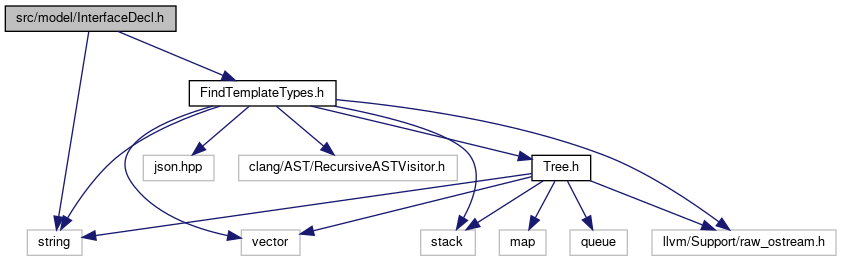 src/model/InterfaceDecl.h
FindTemplateTypes.h
json.hpp
clang/AST/RecursiveASTVisitor.h
Tree.h
string
vector
stack
map
queue
llvm/Support/raw_ostream.h